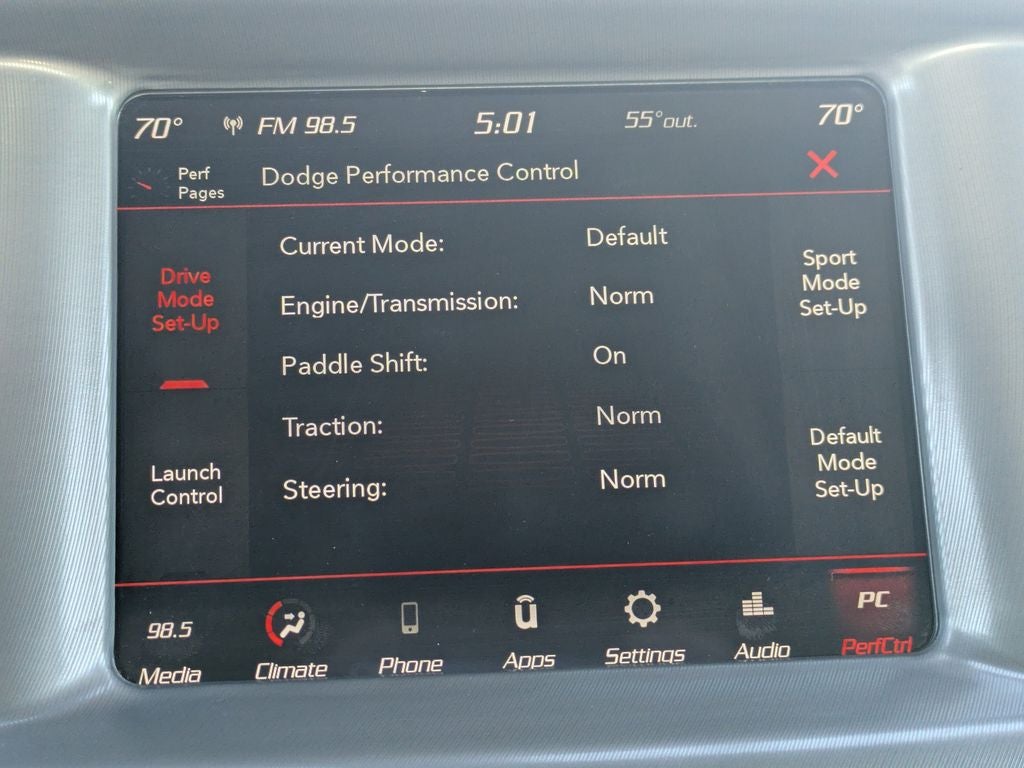 70° FM 98.5 5:01 55°out. 70°
Perf
Pages
Dodge Performance Control
Drive
Mode
Set-Up
Launch
Control
Current Mode: Default
Engine/Transmission: Norm
Paddle Shift: On
Traction: Norm
Steering: Norm
Sport
Mode
Set-Up
Default
Mode
Set-Up
98.5 u PC
Media Climate Phone Apps Settings Audio PerfCtrl